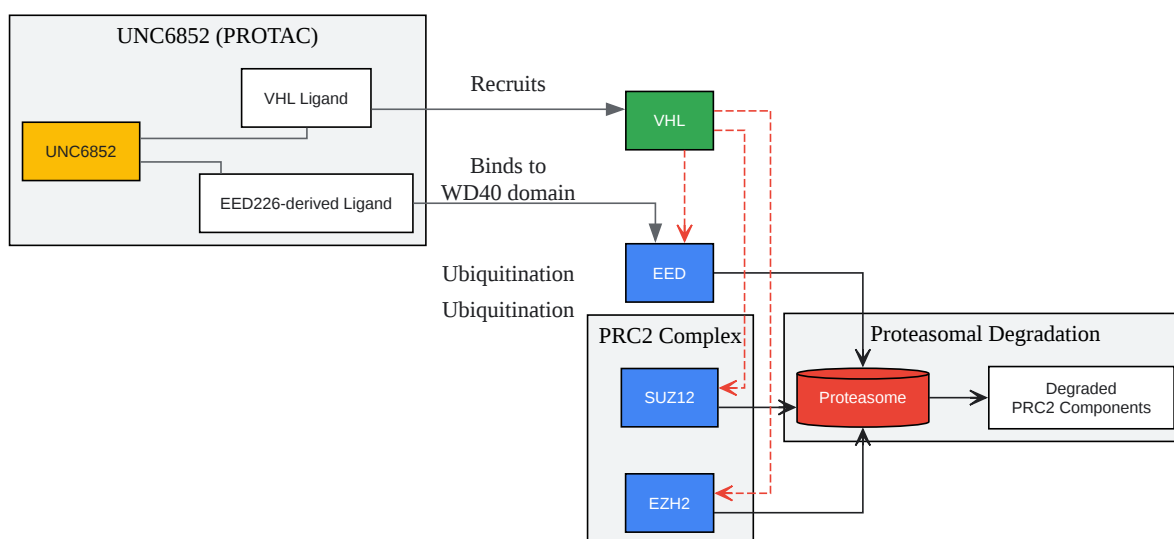 UNC6852 (PROTAC)
VHL Ligand
UNC6852
EED226-derived Ligand
Recruits
VHL
Binds to
WD40 domain
Ubiquitination
EED
Ubiquitination
PRC2 Complex
SUZ12
EZH2
Proteasomal Degradation
Proteasome
Degraded
PRC2 Components